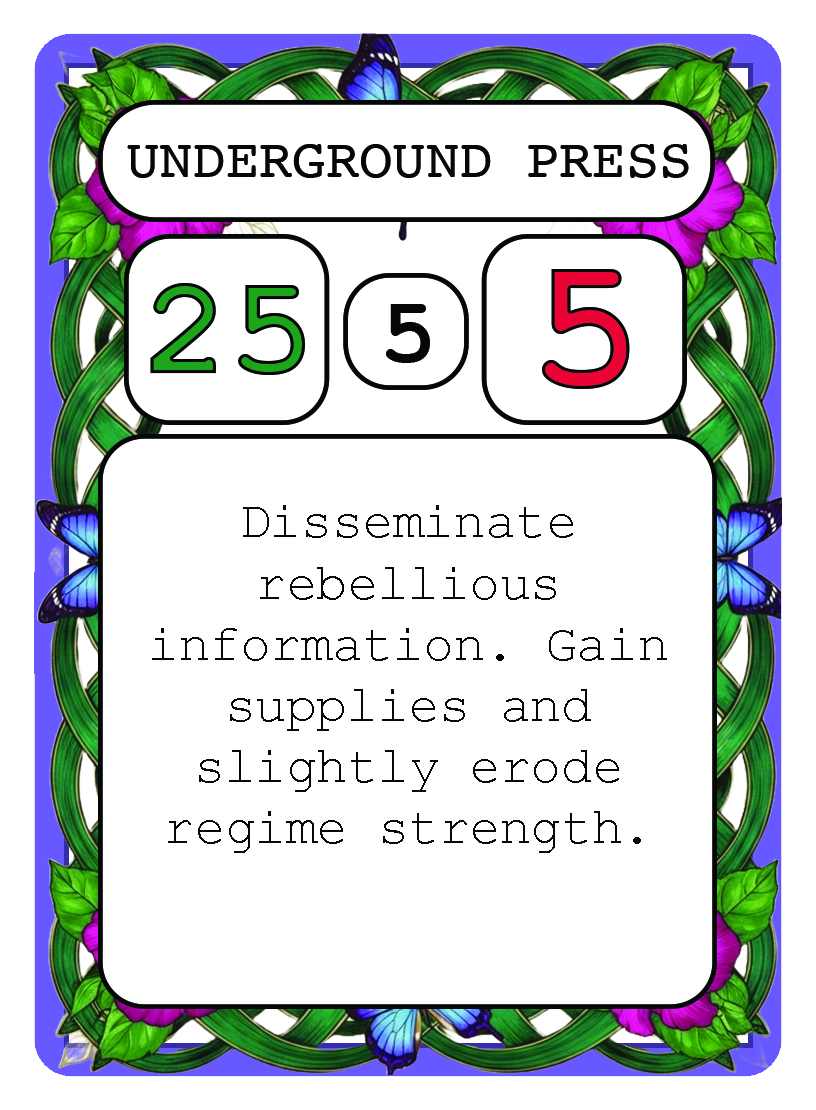 UNDERGROUND PRESS
25 5 5
Disseminate
rebellious
information. Gain
supplies and
slightly erode
regime strength.